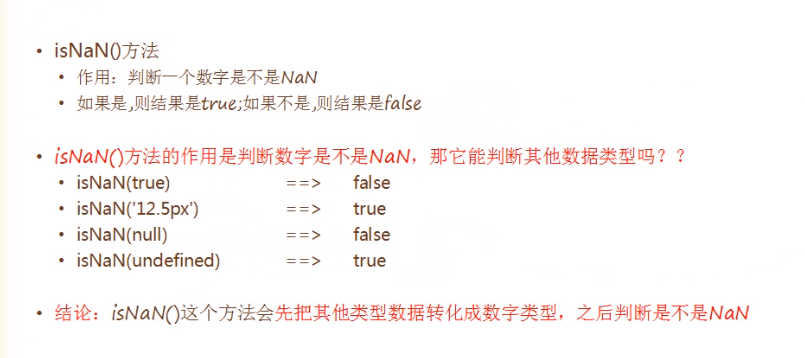 • isNaN()方法
• 作用：判断一个数字是不是NaN
• 如果是,则结果是true;如果不是,则结果是false
• isNaN()方法的作用是判断数字是不是NaN，那它能判断其他数据类型吗？？
• isNaN(true) ==> false
• isNaN('12.5px') ==> true
• isNaN(null) ==> false
• isNaN(undefined) ==> true
• 结论：isNaN()这个方法会先把其他类型数据转化成数字类型，之后判断是不是NaN